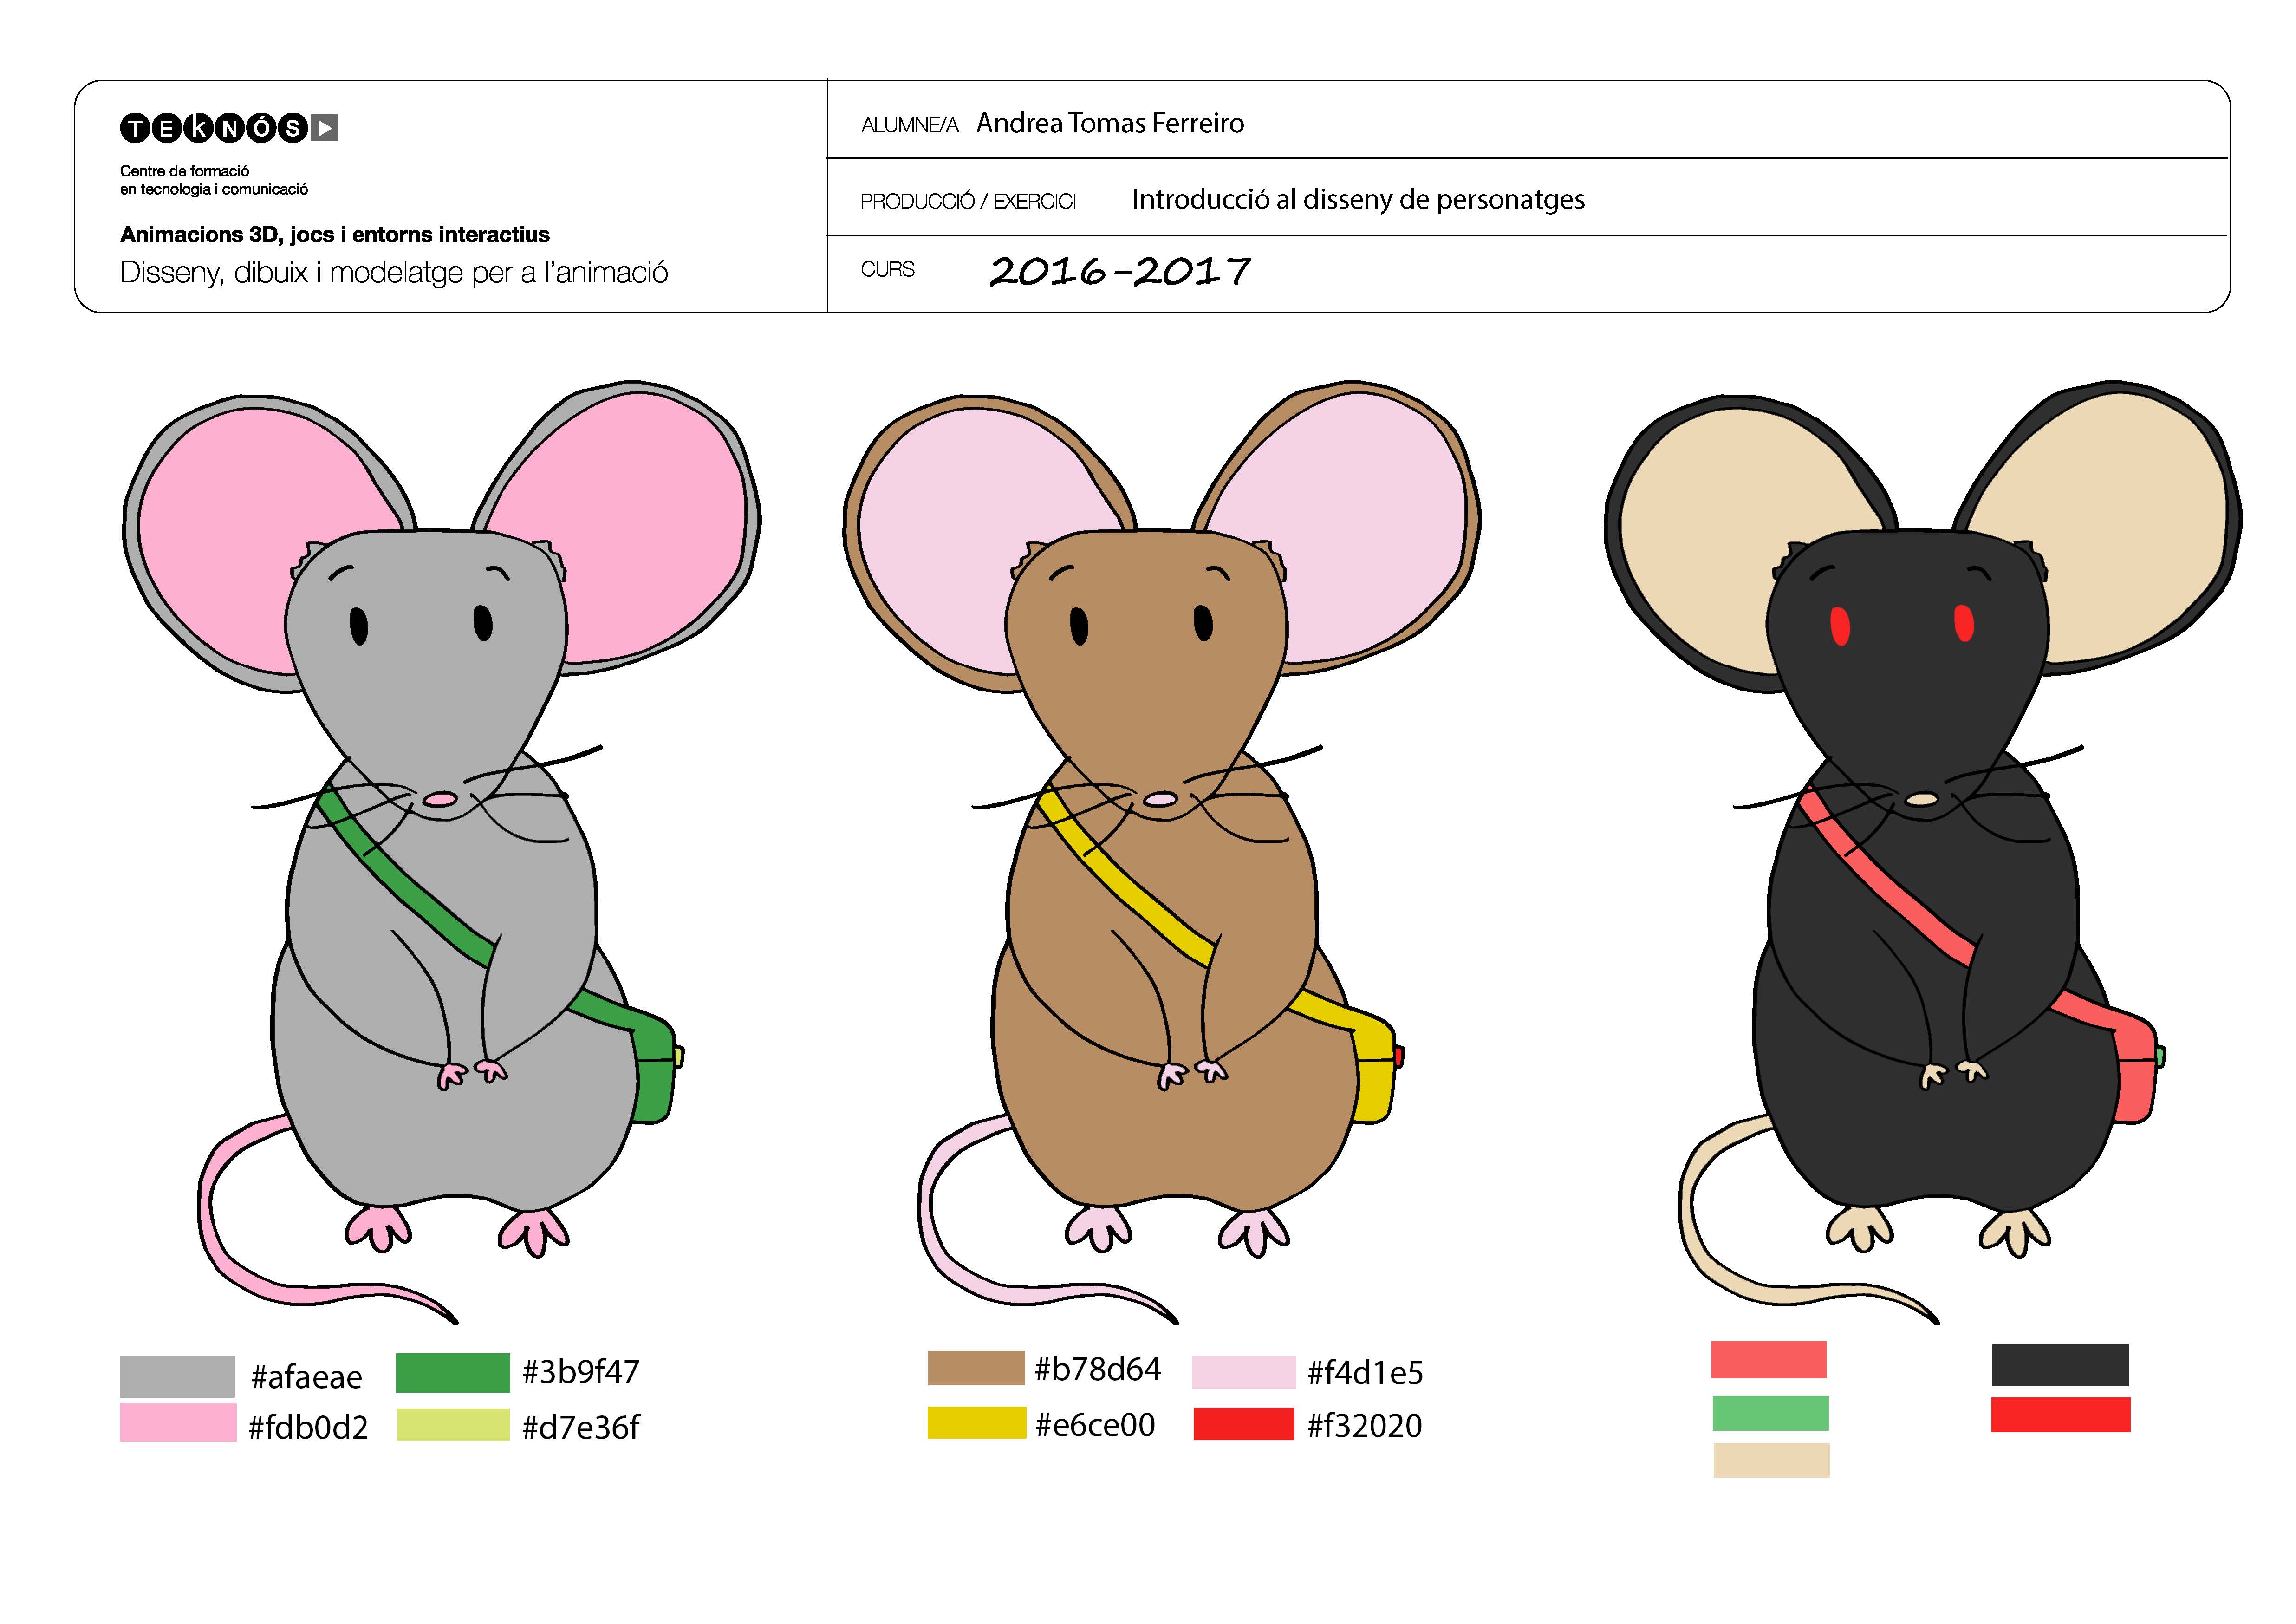 TEKNÓS
Centre de formació
en tecnologia i comunicació
Animacions 3D, jocs i entorns interactius
Disseny, dibuix i modelatge per a l'animació
ALUMNE/A Andrea Tomas Ferreiro
PRODUCCIÓ / EXERCICI Introducció al disseny de personatges
CURS 2016-2017
#afaeae #3b9f47
#fdb0d2 #d7e36f
#b78d64 #f4d1e5
#e6ce00 #f32020